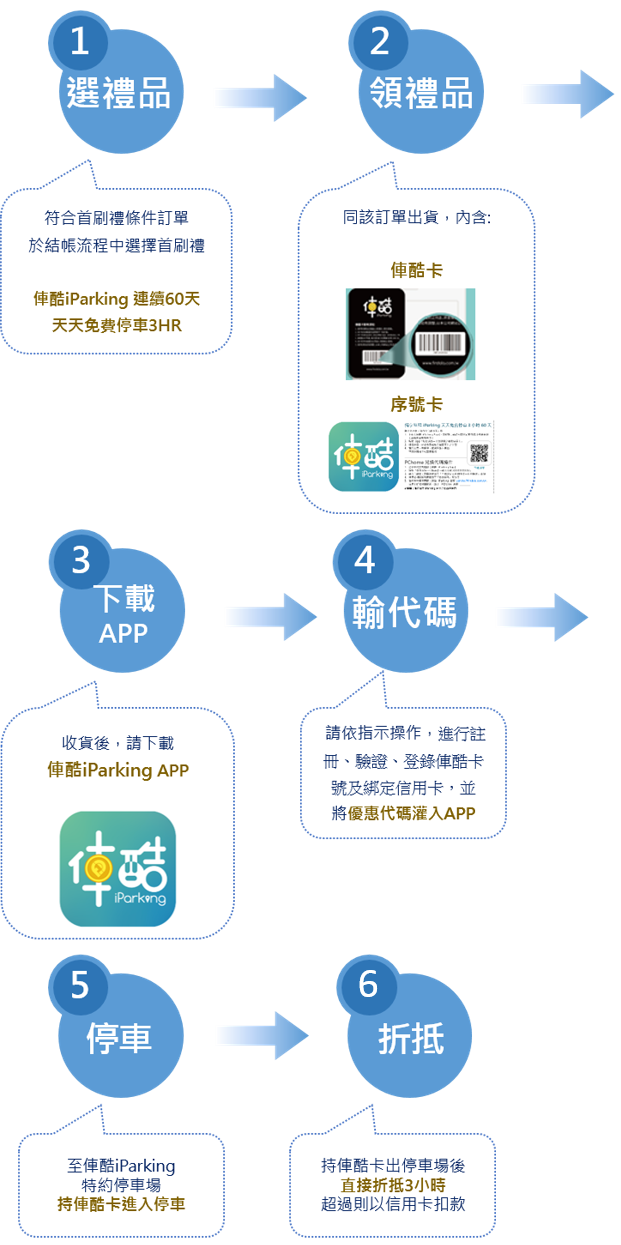 1
選禮品
2
領禮品
符合首刷禮條件訂單
於結帳流程中選擇首刷禮
俥酷iParking 連續60天
天天免費停車3HR
同該訂單出貨，內含:
俥酷卡
俥酷
序號卡
俥酷
iParking
3
下載
APP
4
輸代碼
收貨後，請下載
俥酷iParking APP
俥酷
iParking
請依指示操作，進行註
冊、驗證、登錄俥酷卡
號及綁定信用卡，並
將優惠代碼灌入APP
5
停車
6
折抵
至俥酷iParking
特約停車場
持俥酷卡進入停車
持俥酷卡出停車場後
直接折抵3小時
超過則以信用卡扣款